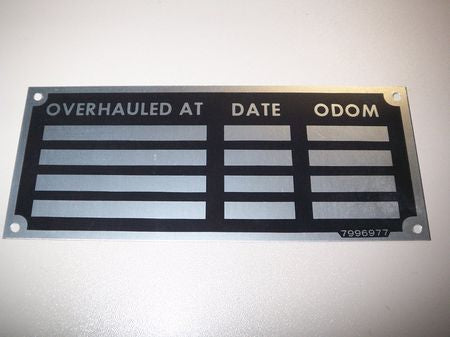 OVERHAULED AT DATE ODOM
7996977